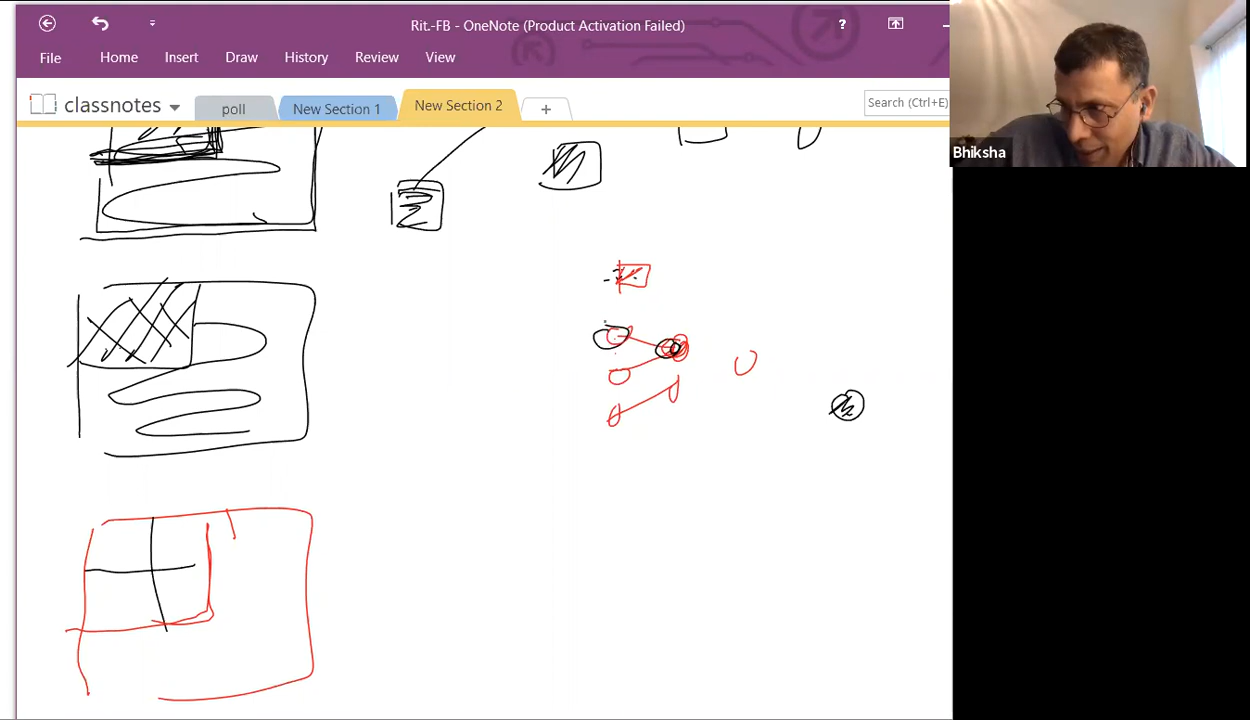 Rit.-FB - OneNote (Product Activation Failed)
?
File
Home
Insert
Draw
History
Review
View
classnotes
poll
New Section 1
New Section 2
+
Search (Ctrl+E)
Bhiksha